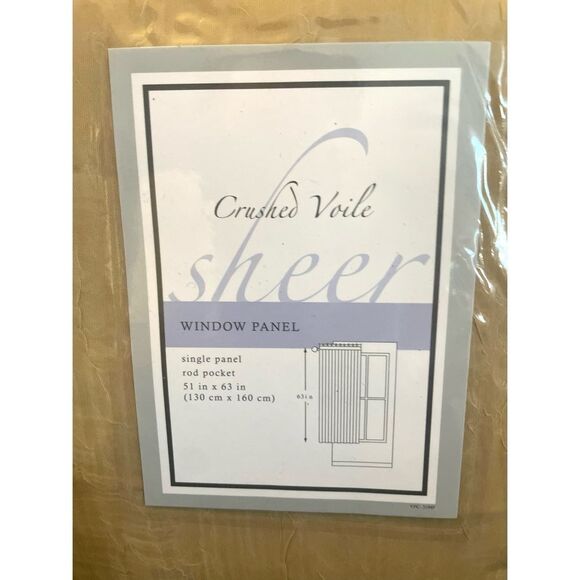 Crushed Voile
sheer
WINDOW PANEL
single panel
rod pocket
51 in x 63 in
(130 cm x 160 cm)
63 in